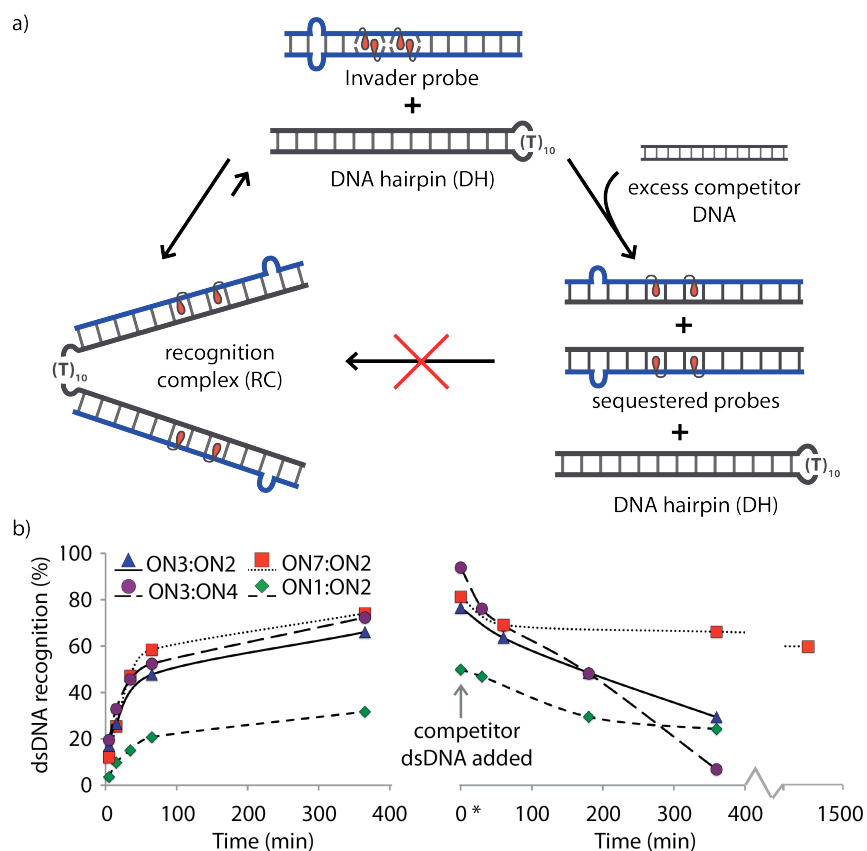 a)
Invader probe
+
DNA hairpin (DH)
(T)10
excess competitor
DNA
recognition
complex (RC)
(T)10
+
sequestered probes
+
(T)10
DNA hairpin (DH)
b)
dsDNA recognition (%)
100
80
60
40
20
0
ON3:ON2
ON7:ON2
ON3:ON4
ON1:ON2
competitor
dsDNA added
0 100 200 300 400
0 * 100 200 300 400 1500
Time (min)
Time (min)